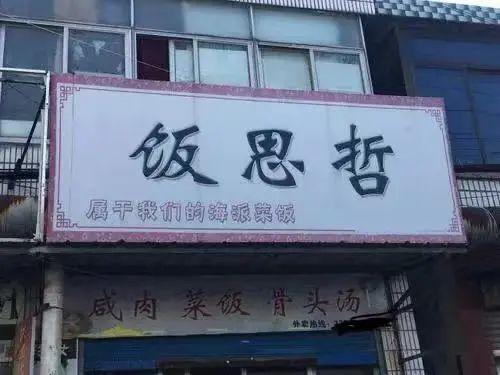 饭思哲
属于我们的海派菜饭
咸肉 菜饭 骨头汤
外卖热线: